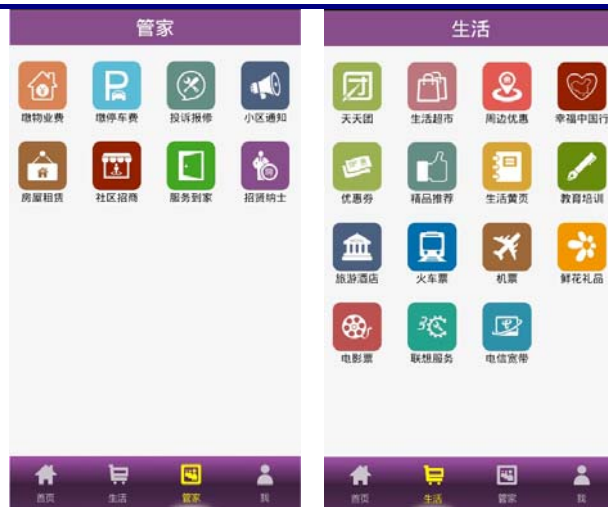 管家
缴物业费 缴停车费 投诉报修 小区通知
房屋租赁 社区招商 服务到家 招贤纳士
首页 生活 管家 我
生活
天天团 生活超市 周边优惠 幸福中国行
优惠券 精品推荐 生活黄页 教育培训
旅游酒店 火车票 机票 鲜花礼品
电影票 联想服务 电信宽带
首页 生活 管家 我